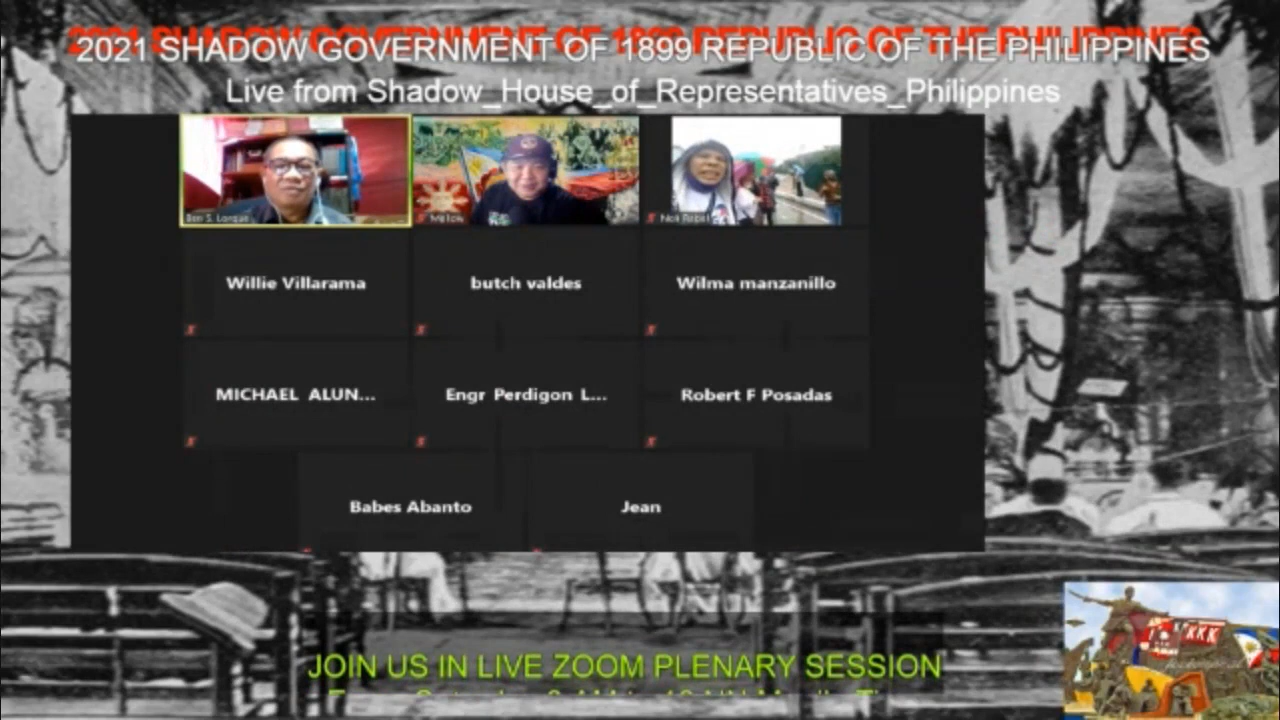 2021 SHADOW GOVERNMENT OF 1899 REPUBLIC OF THE PHILIPPINES
Live from Shadow_House_of_Representatives_Philippines
Ben S.
Willie Villarama
butch valdes
Wilma manzanillo
MICHAEL ALUN...
Engr Perdigon L...
Robert F Posadas
Babes Abanto
Jean
JOIN US IN LIVE ZOOM PLENARY SESSION
KKK